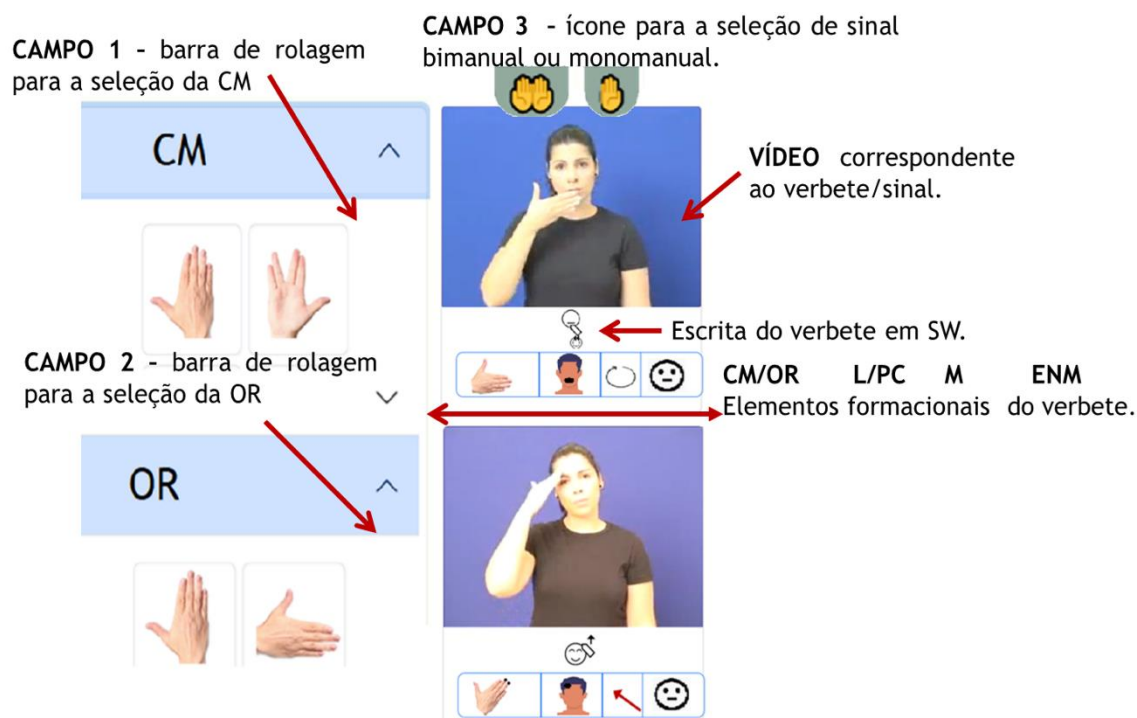 CAMPO 1 – barra de rolagem
para a seleção da CM
CAMPO 3 – ícone para a seleção de sinal
bimanual ou monomanual.
CM
VÍDEO correspondente
ao verbete/sinal.
Escrita do verbete em SW.
CAMPO 2 – barra de rolagem
para a seleção da OR
CM/OR L/PC M ENM
Elementos formacionais do verbete.
OR